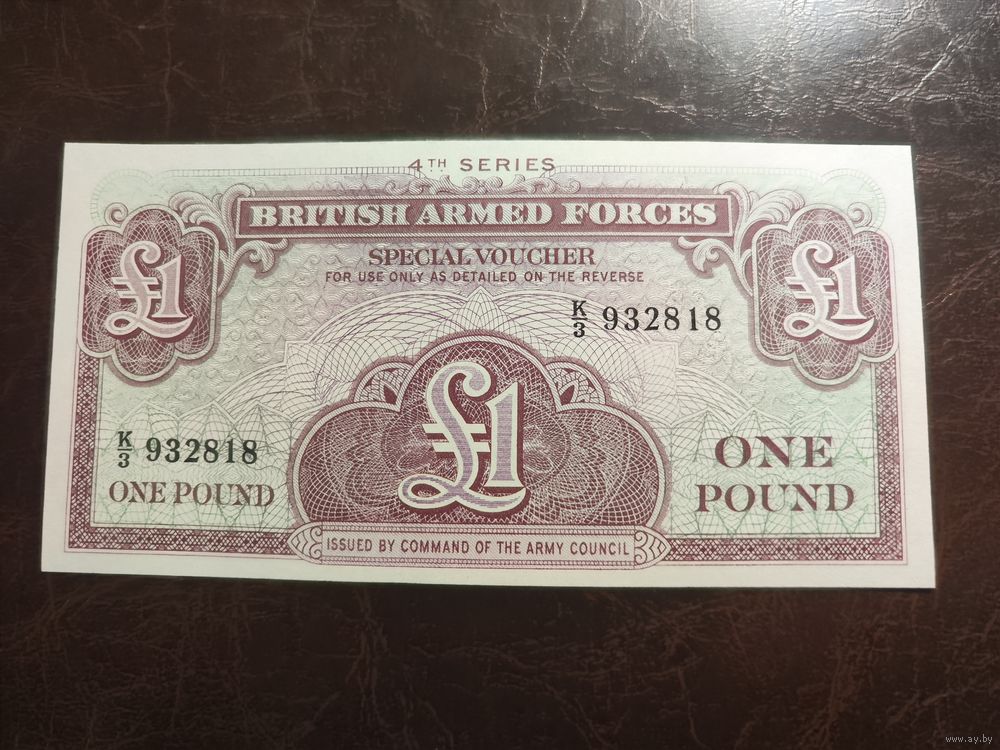 4TH SERIES
BRITISH ARMED FORCES
£1
£1
SPECIAL VOUCHER
FOR USE ONLY AS DETAILED ON THE REVERSE
K/3 932818
£1
K/3 932818
ONE POUND
ONE
POUND
ISSUED BY COMMAND OF THE ARMY COUNCIL
www.ay.by